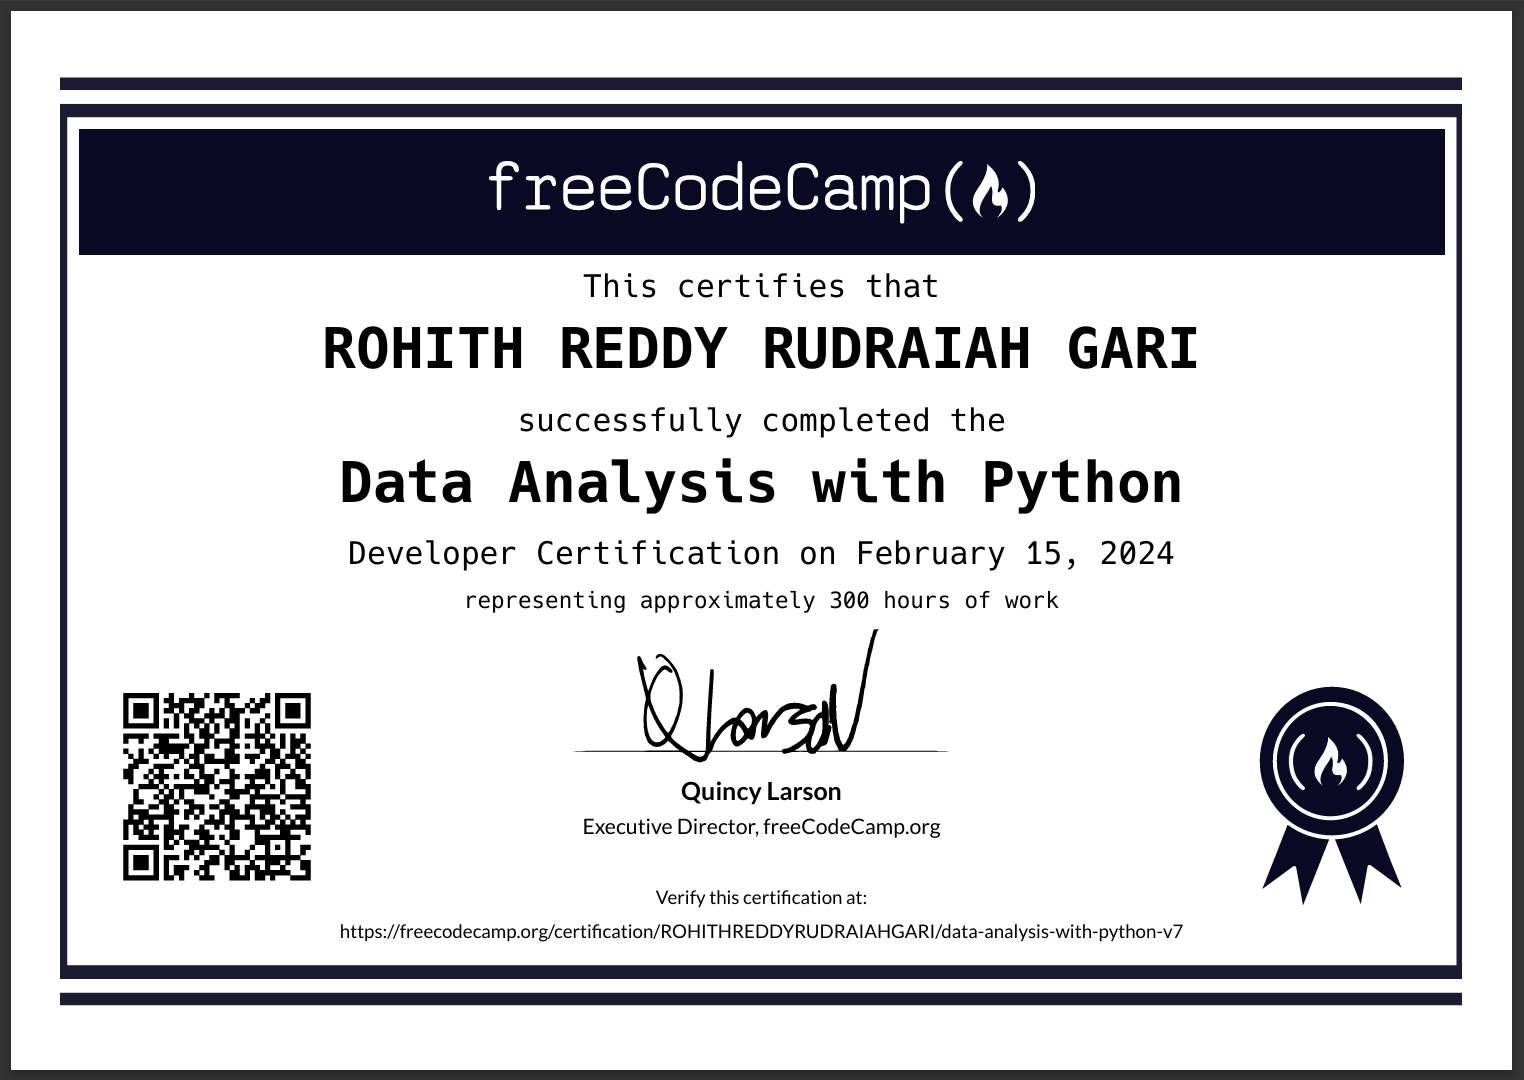 freeCodeCamp
This certifies that
ROHITH REDDY RUDRAIAH GARI
successfully completed the
Data Analysis with Python
Developer Certification on February 15, 2024
representing approximately 300 hours of work
Q Larson
Quincy Larson
Executive Director, freeCodeCamp.org
Verify this certification at:
https://freecodecamp.org/certification/ROHITHREDDYRUDRAIAHGARI/data-analysis-with-python-v7